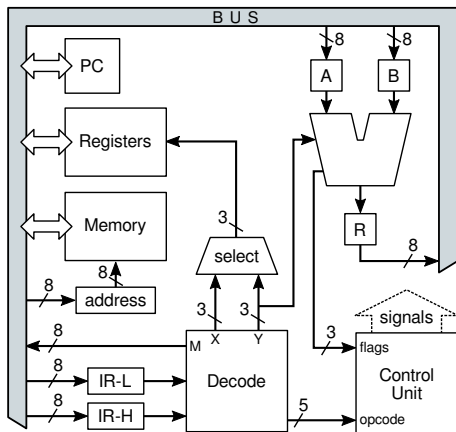 BUS
8
8
PC
A
B
Registers
3
Memory
R
8
8
select
8
address
3
3
signals
8
X
Y
3
M
flags
8
IR-L
Decode
Control
Unit
8
IR-H
5
opcode